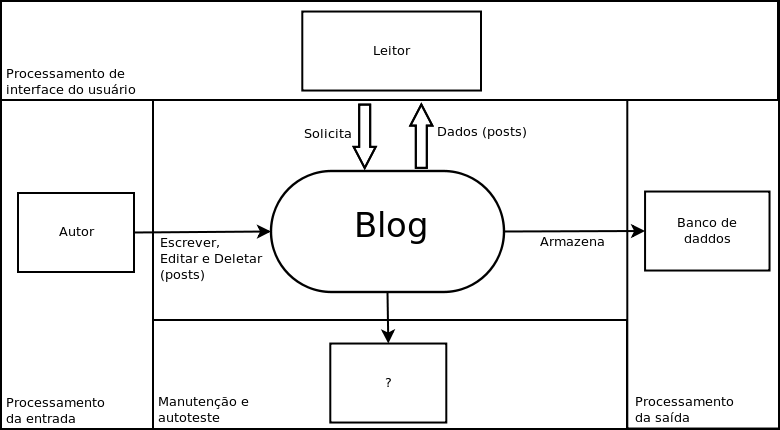 Leitor
Processamento de
interface do usuário
Solicita
Dados (posts)
Autor
Escrever,
Editar e Deletar
(posts)
Blog
Armazena
Banco de
daddos
?
Processamento
da entrada
Manutenção e
autoteste
Processamento
da saída